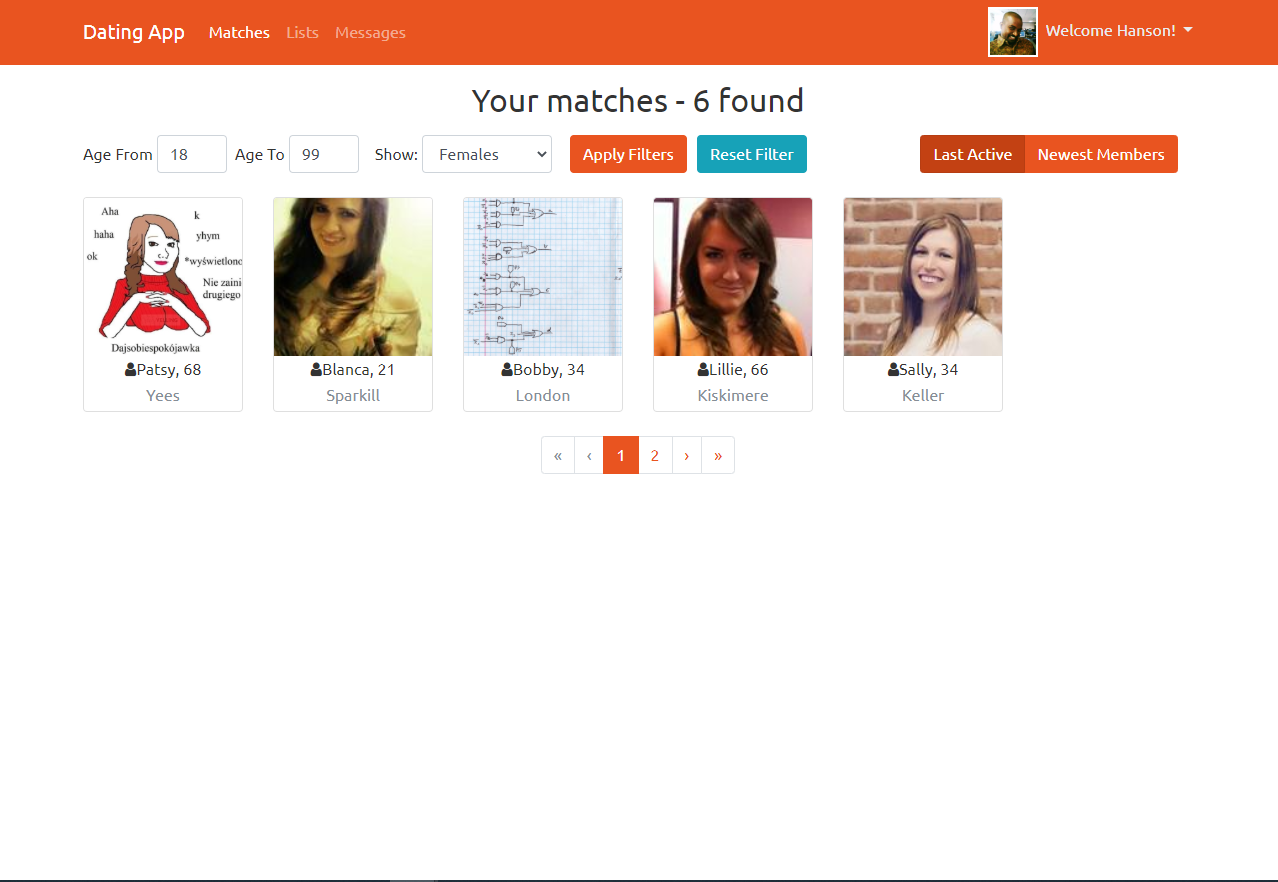 Dating App Matches Lists Messages Welcome Hanson!
Your matches - 6 found
Age From 18 Age To 99 Show: Females Apply Filters Reset Filter Last Active Newest Members
Aha
k
haha
yhym
ok
*wyświetlono
Nie zaini
drugiego
Dajsobiespokójawka
Patsy, 68
Yees
Blanca, 21
Sparkill
Bobby, 34
London
Lillie, 66
Kiskimere
Sally, 34
Keller
« ‹ 1 2 › »